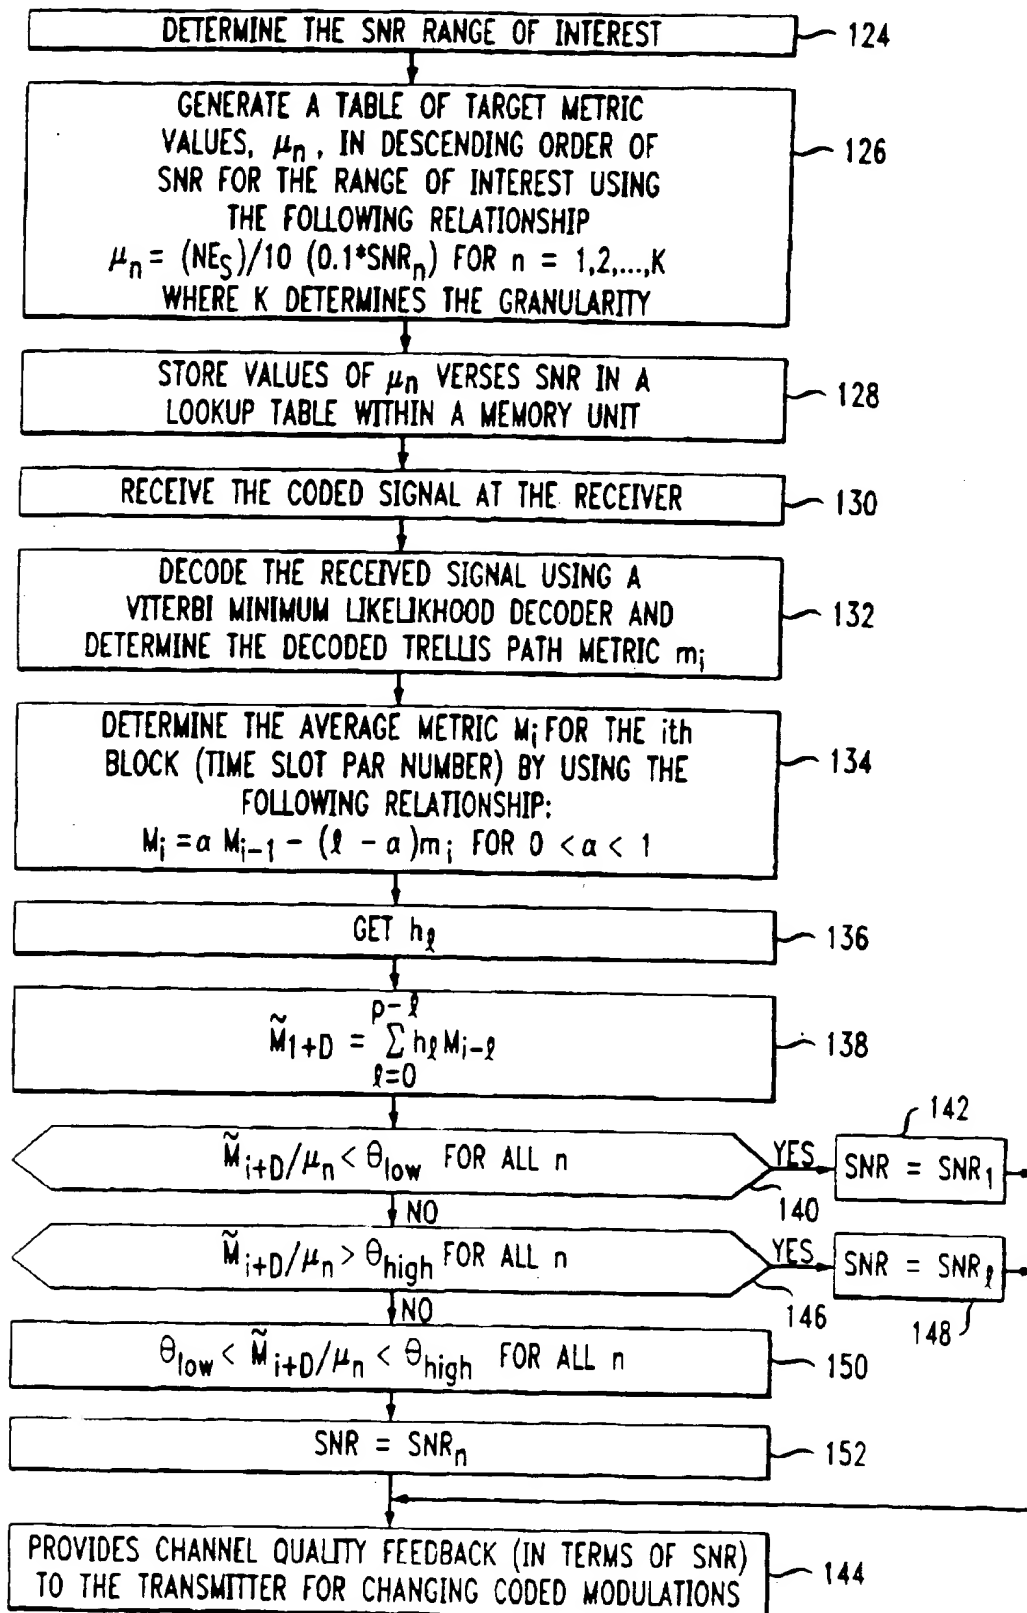 DETERMINE THE SNR RANGE OF INTEREST
124
GENERATE A TABLE OF TARGET METRIC
VALUES, μn, IN DESCENDING ORDER OF
SNR FOR THE RANGE OF INTEREST USING
THE FOLLOWING RELATIONSHIP
μn = (NES)/10 (0.1*SNRn) FOR n = 1,2,...,K
WHERE K DETERMINES THE GRANULARITY
126
STORE VALUES OF μn VERSES SNR IN A
LOOKUP TABLE WITHIN A MEMORY UNIT
128
RECEIVE THE CODED SIGNAL AT THE RECEIVER
130
DECODE THE RECEIVED SIGNAL USING A
VITERBI MINIMUM LIKELIKHOOD DECODER AND
DETERMINE THE DECODED TRELLIS PATH METRIC mi
132
DETERMINE THE AVERAGE METRIC Mi FOR THE ith
BLOCK (TIME SLOT PAR NUMBER) BY USING THE
FOLLOWING RELATIONSHIP:
Mi = α Mi-1 - (ℓ - α)mi FOR 0 < α < 1
134
GET hℓ
136
p-ℓ
M̃1+D = Σ hℓ Mi-ℓ
ℓ=0
138
M̃i+D/μn < θlow FOR ALL n
YES
140
142
SNR = SNR1
NO
M̃i+D/μn > θhigh FOR ALL n
YES
146
SNR = SNRℓ
148
NO
θlow < M̃i+D/μn < θhigh FOR ALL n
150
SNR = SNRn
152
PROVIDES CHANNEL QUALITY FEEDBACK (IN TERMS OF SNR)
TO THE TRANSMITTER FOR CHANGING CODED MODULATIONS
144